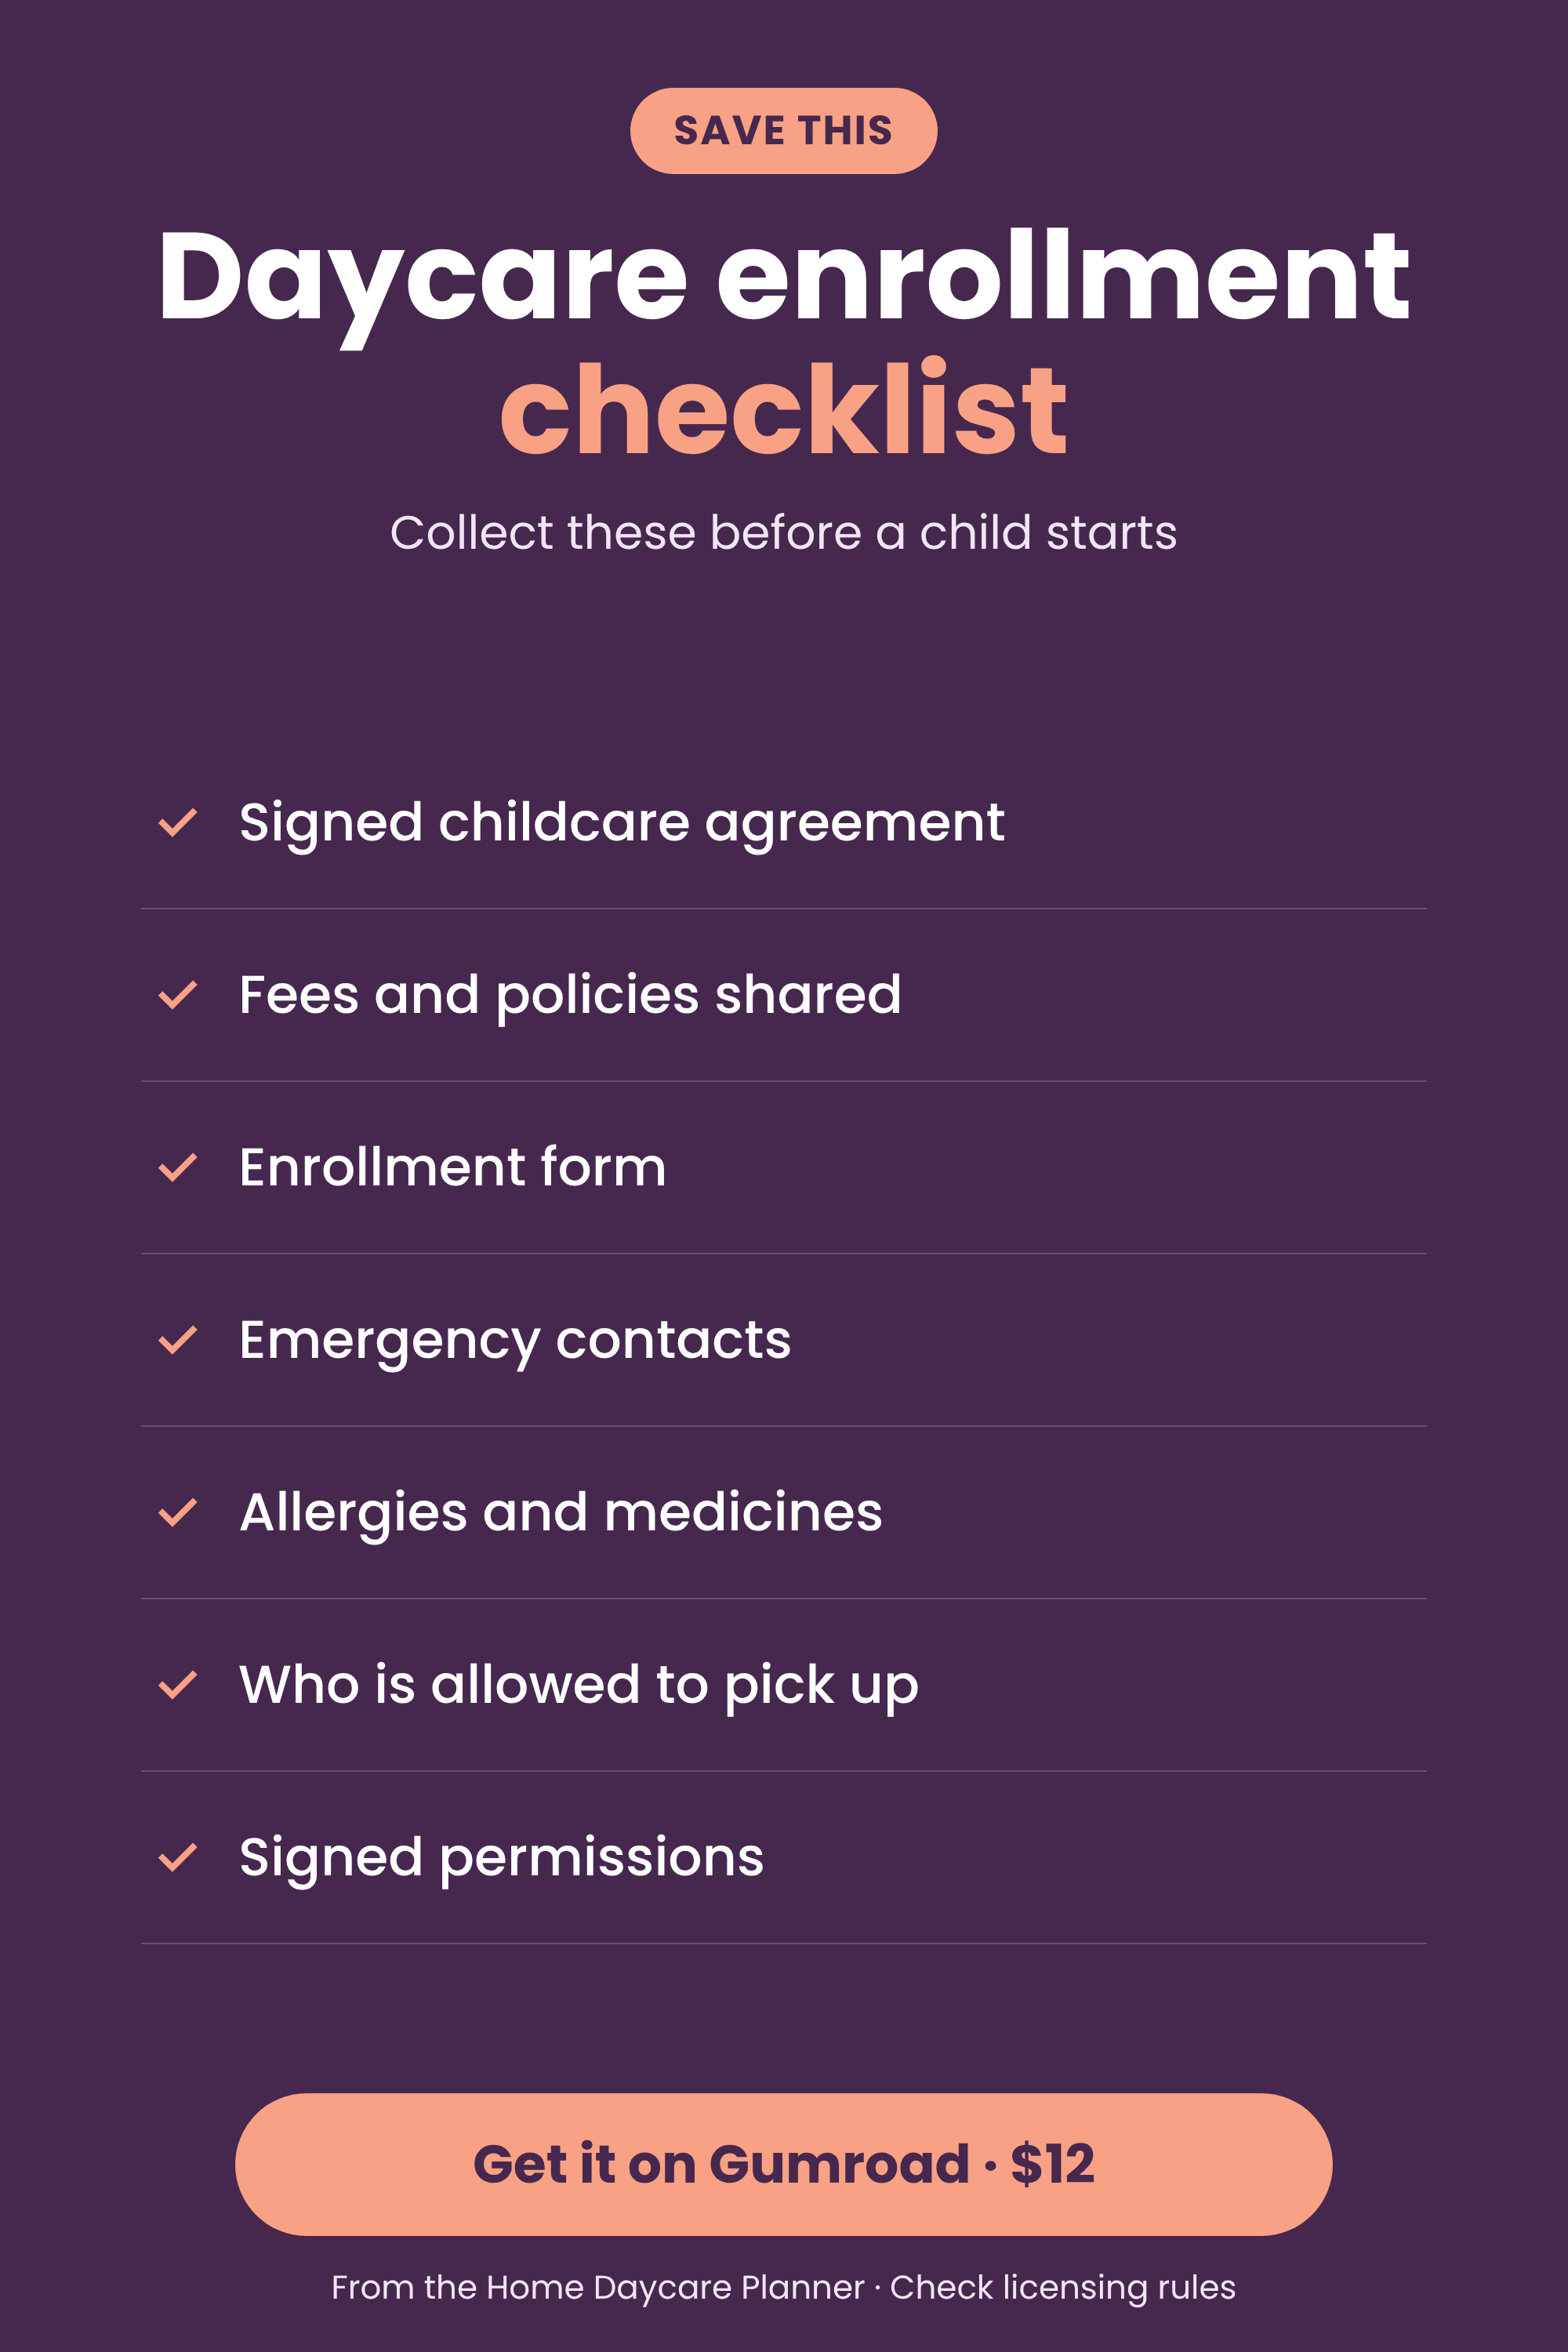 SAVE THIS
Daycare enrollment
checklist
Collect these before a child starts
Signed childcare agreement
Fees and policies shared
Enrollment form
Emergency contacts
Allergies and medicines
Who is allowed to pick up
Signed permissions
Get it on Gumroad · $12
From the Home Daycare Planner · Check licensing rules